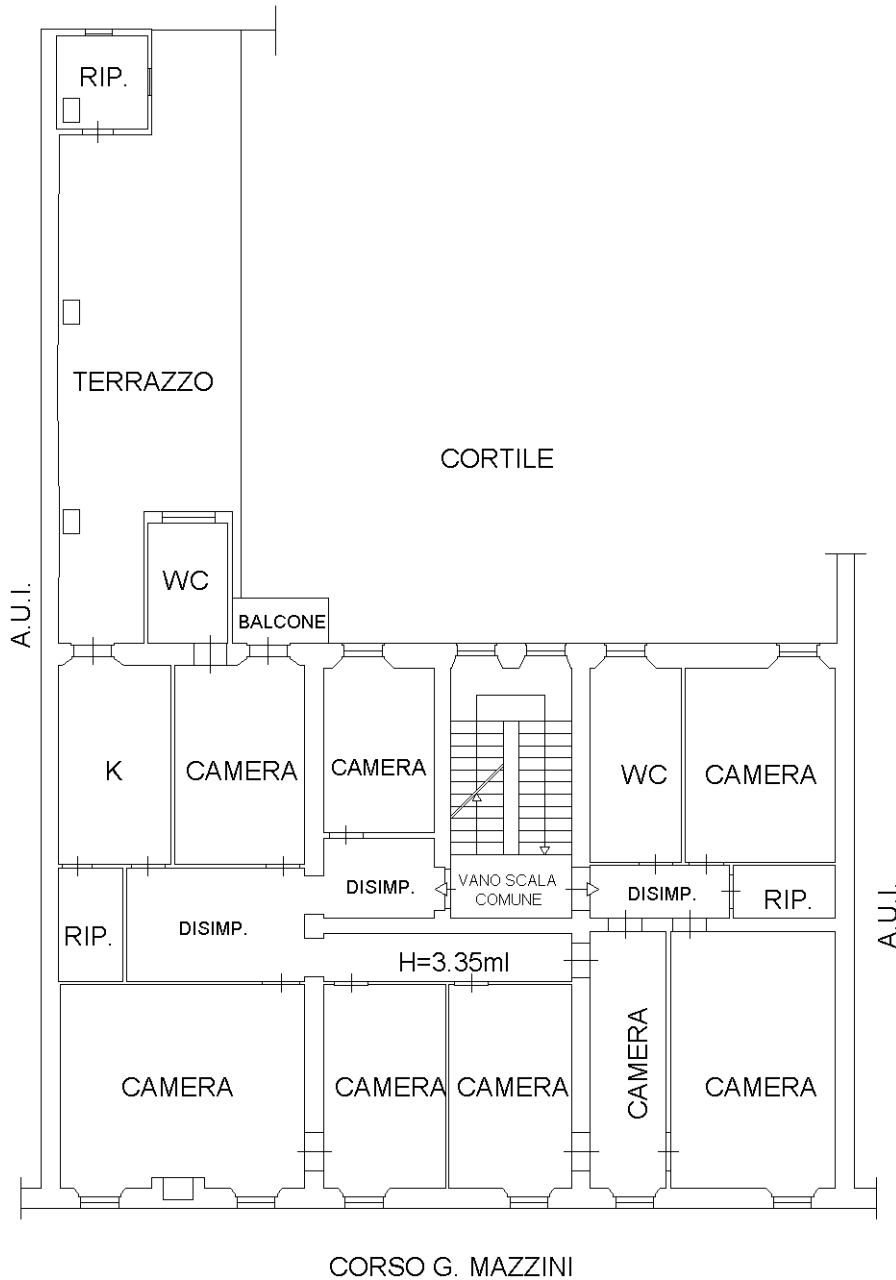 RIP.
TERRAZZO
CORTILE
A.U.I.
WC
BALCONE
K
CAMERA
CAMERA
WC
CAMERA
DISIMP.
VANO SCALA
COMUNE
DISIMP.
RIP.
RIP.
DISIMP.
A.U.I.
H=3.35ml
CAMERA
CAMERA
CAMERA
CAMERA
CAMERA
CORSO G. MAZZINI